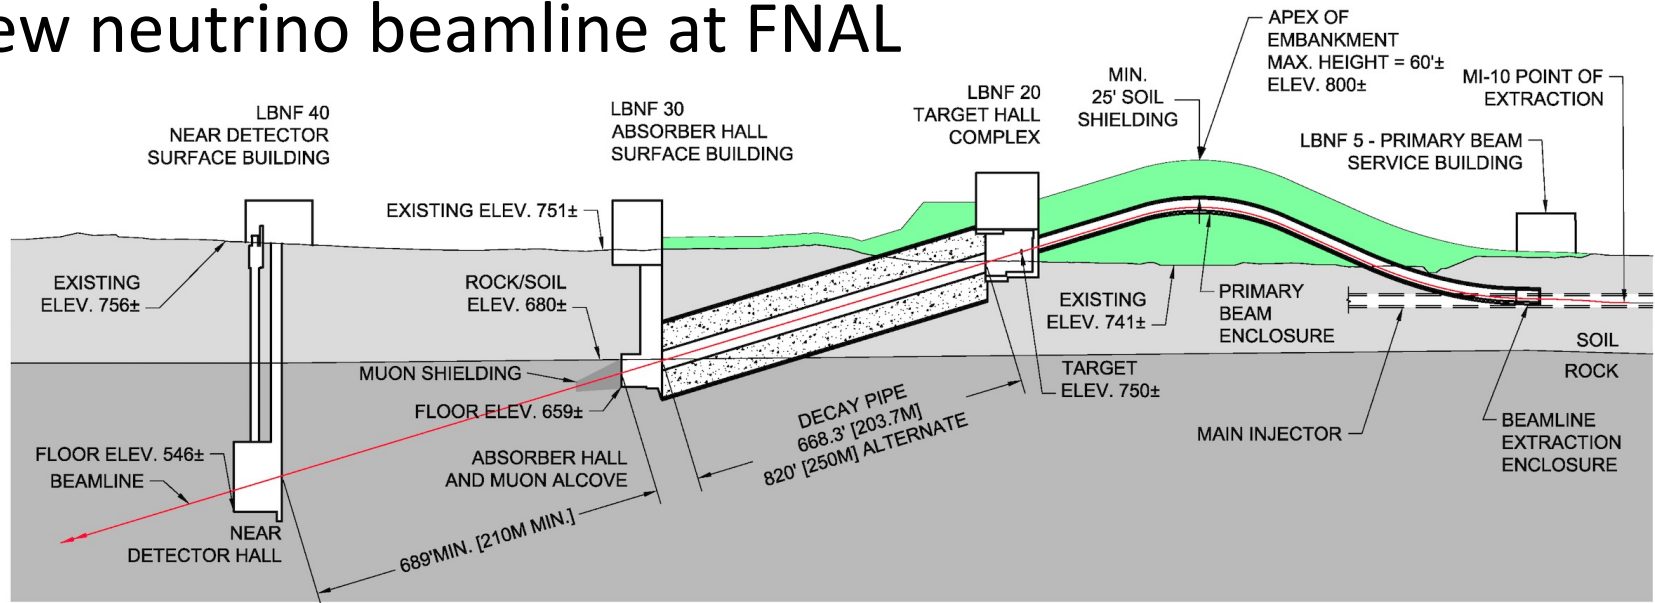 ew neutrino beamline at FNAL
APEX OF
EMBANKMENT
MAX. HEIGHT = 60'±
ELEV. 800±
MIN.
25' SOIL
SHIELDING
MI-10 POINT OF
EXTRACTION
LBNF 40
NEAR DETECTOR
SURFACE BUILDING
LBNF 30
ABSORBER HALL
SURFACE BUILDING
LBNF 20
TARGET HALL
COMPLEX
LBNF 5 - PRIMARY BEAM
SERVICE BUILDING
EXISTING ELEV. 751±
EXISTING
ELEV. 756±
ROCK/SOIL
ELEV. 680±
EXISTING
ELEV. 741±
PRIMARY
BEAM
ENCLOSURE
SOIL
ROCK
MUON SHIELDING
FLOOR ELEV. 659±
TARGET
ELEV. 750±
DECAY PIPE
668.3' [203.7M]
820' [250M] ALTERNATE
MAIN INJECTOR
BEAMLINE
EXTRACTION
ENCLOSURE
FLOOR ELEV. 546±
BEAMLINE
ABSORBER HALL
AND MUON ALCOVE
NEAR
DETECTOR HALL
689'MIN. [210M MIN.]